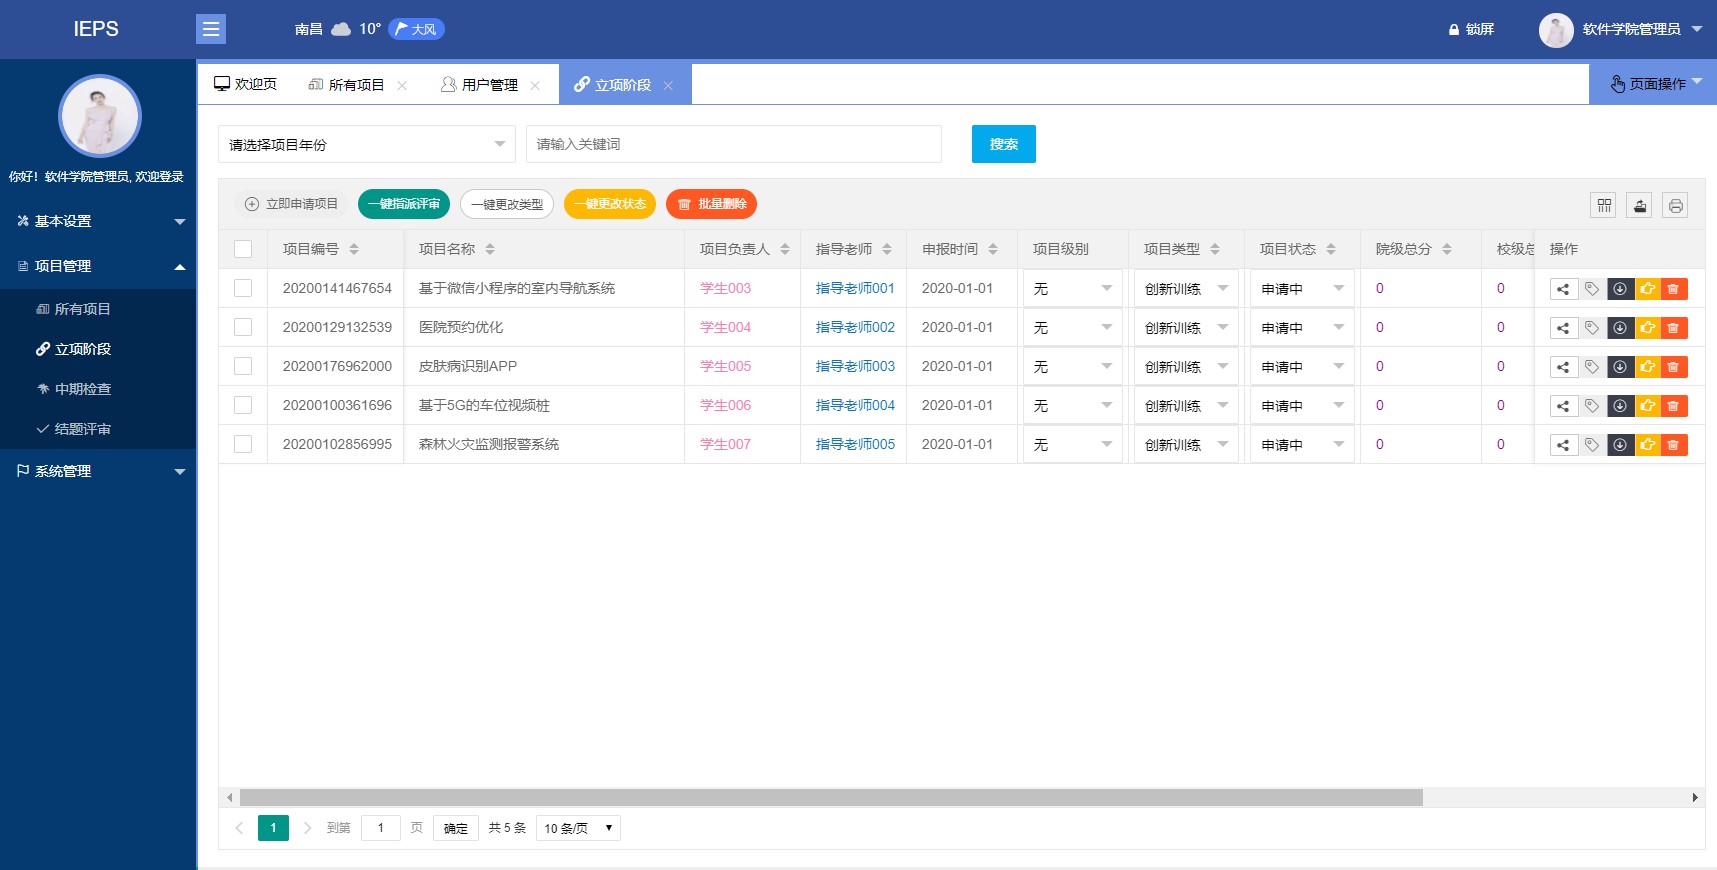 IEPS
南昌 10° 大风
锁屏
软件学院管理员
你好！软件学院管理员, 欢迎登录
基本设置
项目管理
所有项目
立项阶段
中期检查
结题评审
系统管理
欢迎页 所有项目 用户管理 立项阶段 页面操作
请选择项目年份 请输入关键词 搜索
立即申请项目 一键指派评审 一键更改类型 一键更改状态 批量删除
项目编号 项目名称 项目负责人 指导老师 申报时间 项目级别 项目类型 项目状态 院级总分 校级总 操作
20200141467654 基于微信小程序的室内导航系统 学生003 指导老师001 2020-01-01 无 创新训练 申请中 0 0
20200129132539 医院预约优化 学生004 指导老师002 2020-01-01 无 创新训练 申请中 0 0
20200176962000 皮肤病识别APP 学生005 指导老师003 2020-01-01 无 创新训练 申请中 0 0
20200100361696 基于5G的车位视频桩 学生006 指导老师004 2020-01-01 无 创新训练 申请中 0 0
20200102856995 森林火灾监测报警系统 学生007 指导老师005 2020-01-01 无 创新训练 申请中 0 0
1 到第 1 页 确定 共 5 条 10 条/页